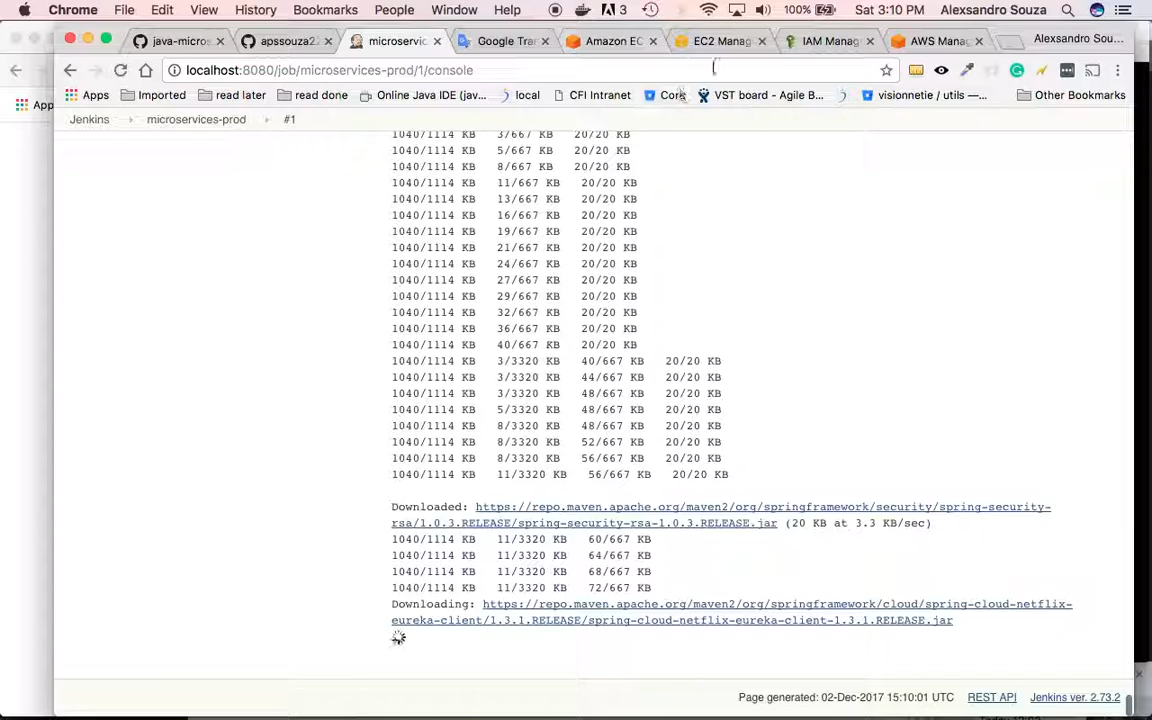 Chrome File Edit View History Bookmarks People Window Help 3 100% Sat 3:10 PM Alexsandro Souza
java-micros apssouza2 microservic Google Tra Amazon EC EC2 Manag IAM Manag AWS Manag Alexsandro Sou...
localhost:8080/job/microservices-prod/1/console
Apps Imported read later read done Online Java IDE (jav... local CFI Intranet Core VST board - Agile B... visionnetie / utils —... Other Bookmarks
App
Jenkins microservices-prod #1
1040/1114 KB 3/667 KB 20/20 KB
1040/1114 KB 5/667 KB 20/20 KB
1040/1114 KB 8/667 KB 20/20 KB
1040/1114 KB 11/667 KB 20/20 KB
1040/1114 KB 13/667 KB 20/20 KB
1040/1114 KB 16/667 KB 20/20 KB
1040/1114 KB 19/667 KB 20/20 KB
1040/1114 KB 21/667 KB 20/20 KB
1040/1114 KB 24/667 KB 20/20 KB
1040/1114 KB 27/667 KB 20/20 KB
1040/1114 KB 29/667 KB 20/20 KB
1040/1114 KB 32/667 KB 20/20 KB
1040/1114 KB 36/667 KB 20/20 KB
1040/1114 KB 40/667 KB 20/20 KB
1040/1114 KB 3/3320 KB 40/667 KB 20/20 KB
1040/1114 KB 3/3320 KB 44/667 KB 20/20 KB
1040/1114 KB 3/3320 KB 48/667 KB 20/20 KB
1040/1114 KB 5/3320 KB 48/667 KB 20/20 KB
1040/1114 KB 8/3320 KB 48/667 KB 20/20 KB
1040/1114 KB 8/3320 KB 52/667 KB 20/20 KB
1040/1114 KB 8/3320 KB 56/667 KB 20/20 KB
1040/1114 KB 11/3320 KB 56/667 KB 20/20 KB
Downloaded: https://repo.maven.apache.org/maven2/org/springframework/security/spring-security-
rsa/1.0.3.RELEASE/spring-security-rsa-1.0.3.RELEASE.jar (20 KB at 3.3 KB/sec)
1040/1114 KB 11/3320 KB 60/667 KB
1040/1114 KB 11/3320 KB 64/667 KB
1040/1114 KB 11/3320 KB 68/667 KB
1040/1114 KB 11/3320 KB 72/667 KB
Downloading: https://repo.maven.apache.org/maven2/org/springframework/cloud/spring-cloud-netflix-
eureka-client/1.3.1.RELEASE/spring-cloud-netflix-eureka-client-1.3.1.RELEASE.jar
Page generated: 02-Dec-2017 15:10:01 UTC REST API Jenkins ver. 2.73.2